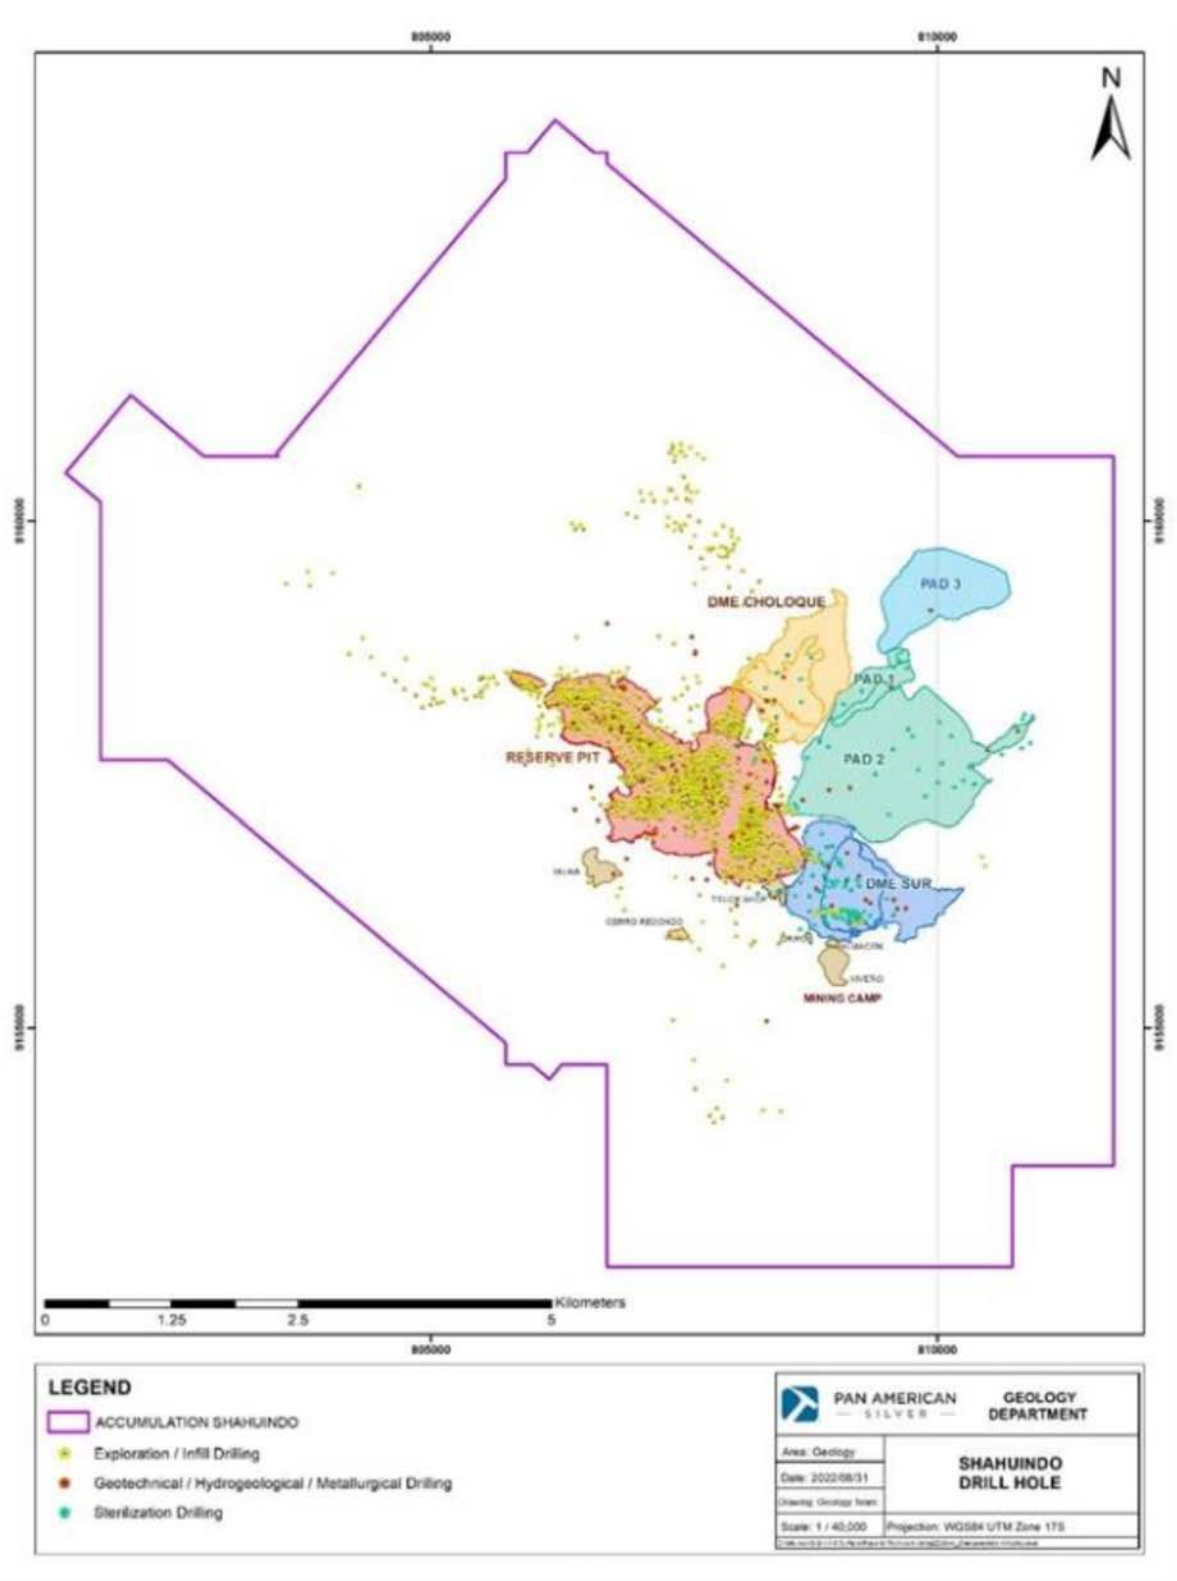 805000
810000
N
9160000
9160000
PAD 3
DME CHOLOQUE
PAD 1
RESERVE PIT
PAD 2
DME SUR
CERRO REDONDO
VIVERO
MINING CAMP
9155000
9155000
Kilometers
0
1.25
2.5
5
805000
810000
LEGEND
ACCUMULATION SHAHUINDO
Exploration / Infill Drilling
Geotechnical / Hydrogeological / Metallurgical Drilling
Sterilization Drilling
PAN AMERICAN
— SILVER —
GEOLOGY
DEPARTMENT
Area: Geology
Date: 2022/08/31
Drawing: Geology team
Scale: 1 / 40,000
SHAHUINDO
DRILL HOLE
Projection: WGS84 UTM Zone 17S